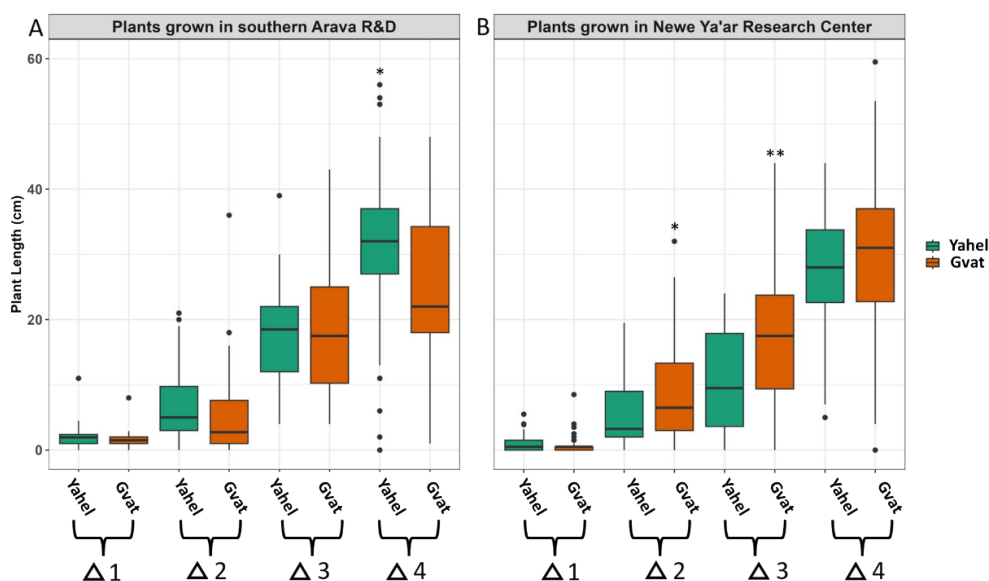 A
Plants grown in southern Arava R&D
B
Plants grown in Newe Ya'ar Research Center
Plant Length (cm)
60
40
20
0
*
*
**
Yahel
Gvat
Yahel
Gvat
Yahel
Gvat
Yahel
Gvat
Yahel
Gvat
Yahel
Gvat
Yahel
Gvat
Yahel
Gvat
△1
△2
△3
△4
△1
△2
△3
△4
Yahel
Gvat